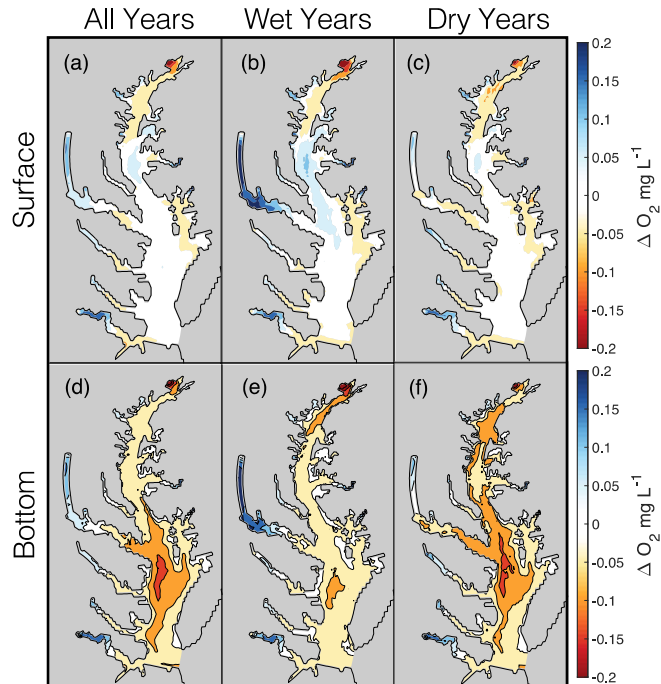 All Years Wet Years Dry Years
Surface
(a) (b) (c)
0.2
0.15
0.1
0.05
0
-0.05
-0.1
-0.15
-0.2
Δ O₂ mg L⁻¹
Bottom
(d) (e) (f)
0.2
0.15
0.1
0.05
0
-0.05
-0.1
-0.15
-0.2
Δ O₂ mg L⁻¹